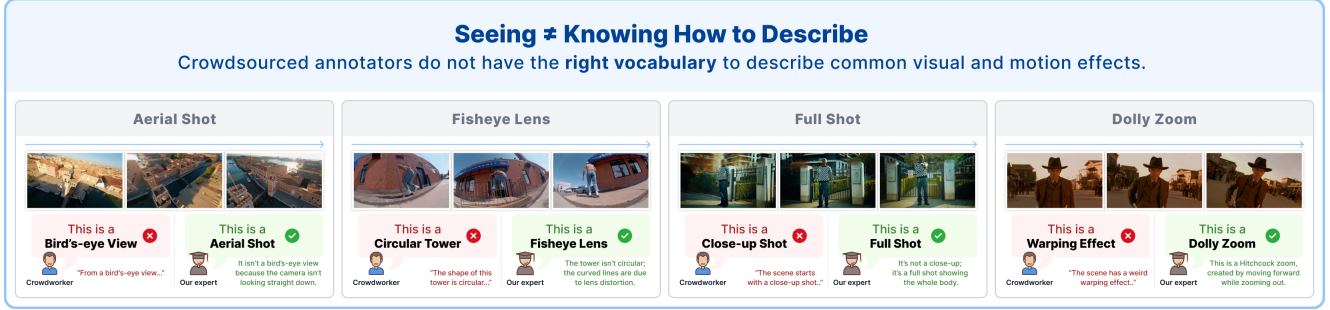 Seeing ≠ Knowing How to Describe
Crowdsourced annotators do not have the right vocabulary to describe common visual and motion effects.
Aerial Shot
This is a
Bird's-eye View
"From a bird's-eye view..."
Crowdworker
This is a
Aerial Shot
It isn't a bird's-eye view
because the camera isn't
looking straight down.
Our expert
Fisheye Lens
This is a
Circular Tower
"The shape of this
tower is circular..."
Crowdworker
This is a
Fisheye Lens
The tower isn't circular;
the curved lines are due
to lens distortion.
Our expert
Full Shot
This is a
Close-up Shot
"The scene starts
with a close-up shot.."
Crowdworker
This is a
Full Shot
It's not a close-up;
it's a full shot showing
the whole body.
Our expert
Dolly Zoom
This is a
Warping Effect
"The scene has a weird
warping effect.."
Crowdworker
This is a
Dolly Zoom
This is a Hitchcock zoom,
created by moving forward
while zooming out.
Our expert